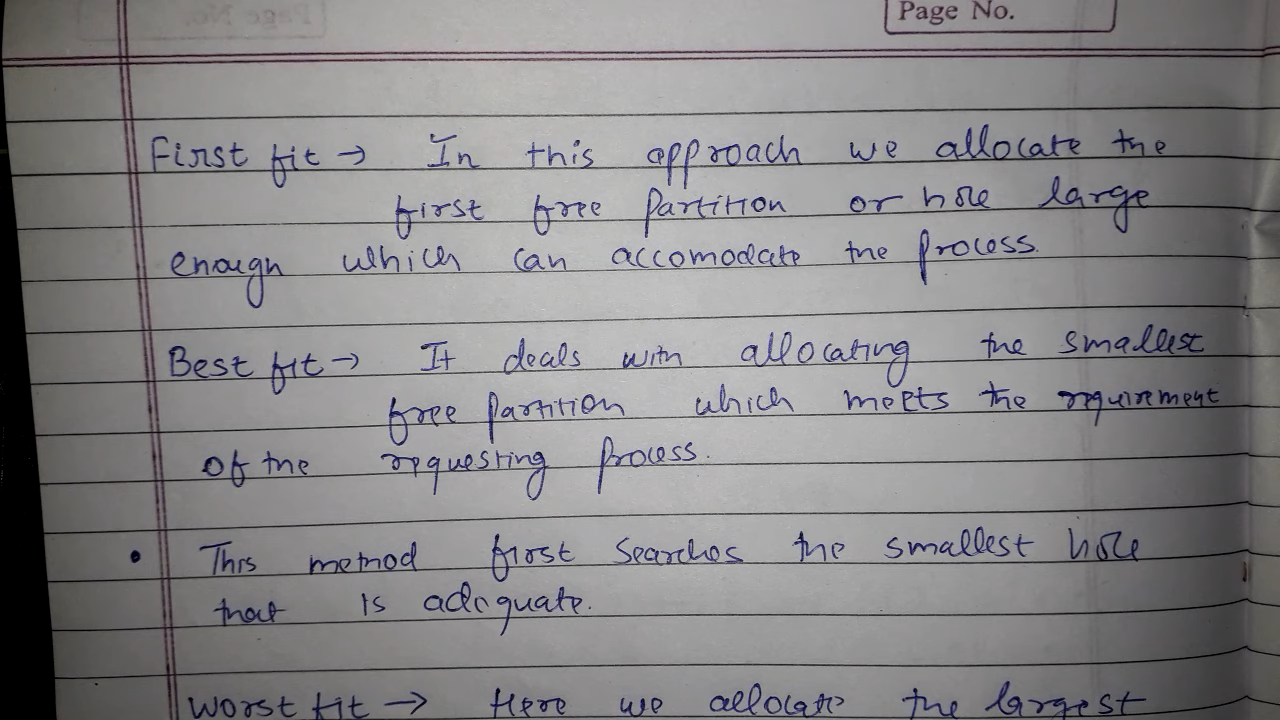 Page No.
First fit → In this approach we allocate the
first free partition or hole large
enough which can accomodate the process.
Best fit → It deals with allocating the smallest
free partition which meets the requirement
of the requesting process.
• This method first searches the smallest hole
that is adequate.
Worst fit → Here we allocate the largest